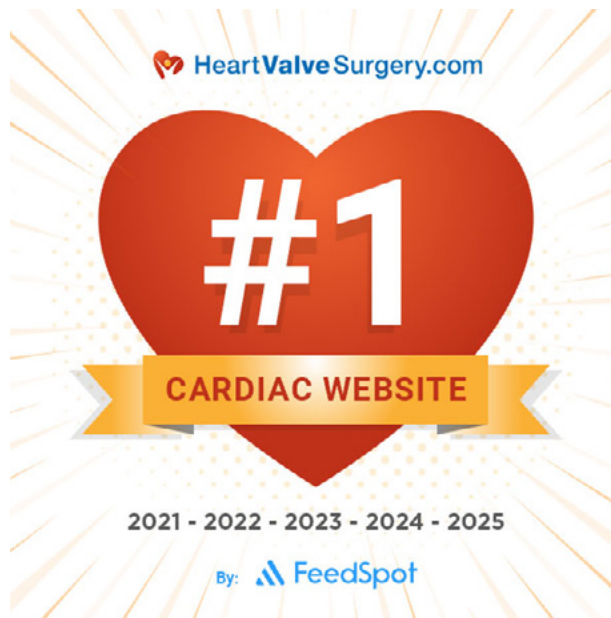 HeartValveSurgery.com
#1
CARDIAC WEBSITE
2021 - 2022 - 2023 - 2024 - 2025
By: FeedSpot